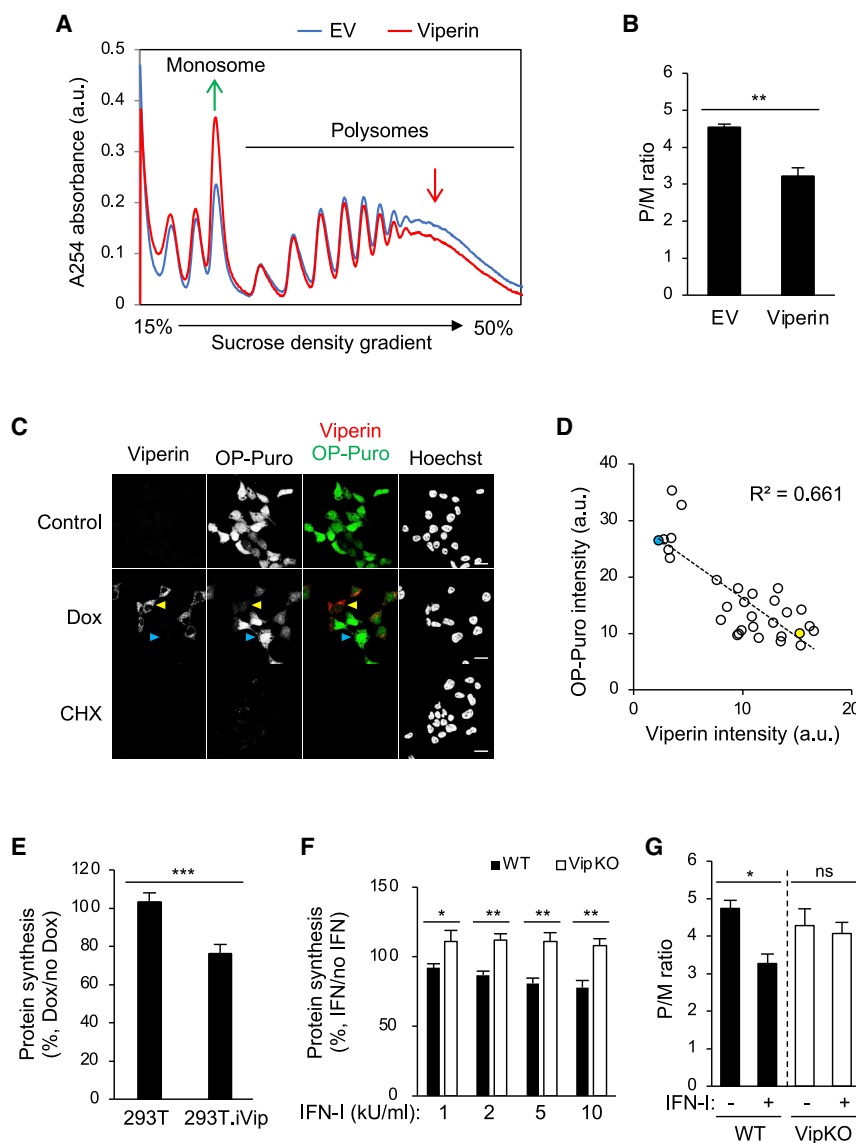 A
EV
Viperin
Monosome
Polysomes
A254 absorbance (a.u.)
0.5
0.4
0.3
0.2
0.1
0
15%
50%
Sucrose density gradient
B
**
P/M ratio
6
5
4
3
2
1
0
EV
Viperin
C
Viperin
Viperin
OP-Puro
OP-Puro
Hoechst
Control
Dox
CHX
D
R² = 0.661
OP-Puro intensity (a.u.)
40
30
20
10
0
0
10
20
Viperin intensity (a.u.)
E
***
Protein synthesis
(%, Dox/no Dox)
120
100
80
60
40
20
0
293T
293T.iVip
F
WT
VipKO
*
**
**
**
Protein synthesis
(%, IFN/no IFN)
150
100
50
0
IFN-I (kU/ml):
1
2
5
10
G
*
ns
P/M ratio
6
5
4
3
2
1
0
IFN-I:
-
+
-
+
WT
VipKO